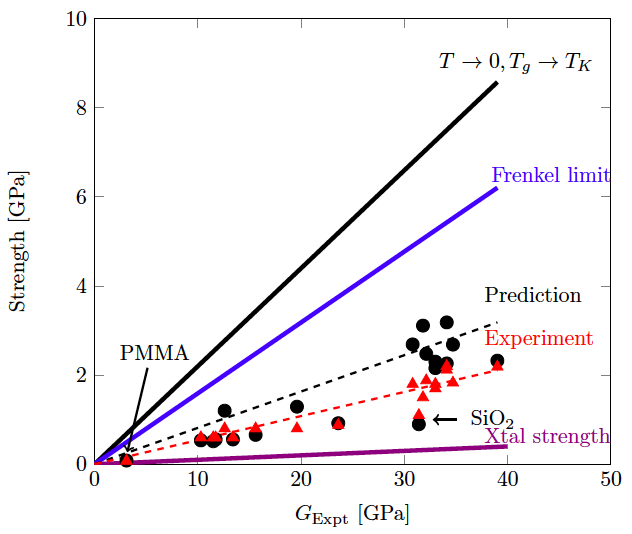 10
8
6
4
2
0
0
10
20
30
40
50
Strength [GPa]
G_Expt [GPa]
T → 0, T_g → T_K
Frenkel limit
Prediction
Experiment
PMMA
SiO₂
Xtal strength